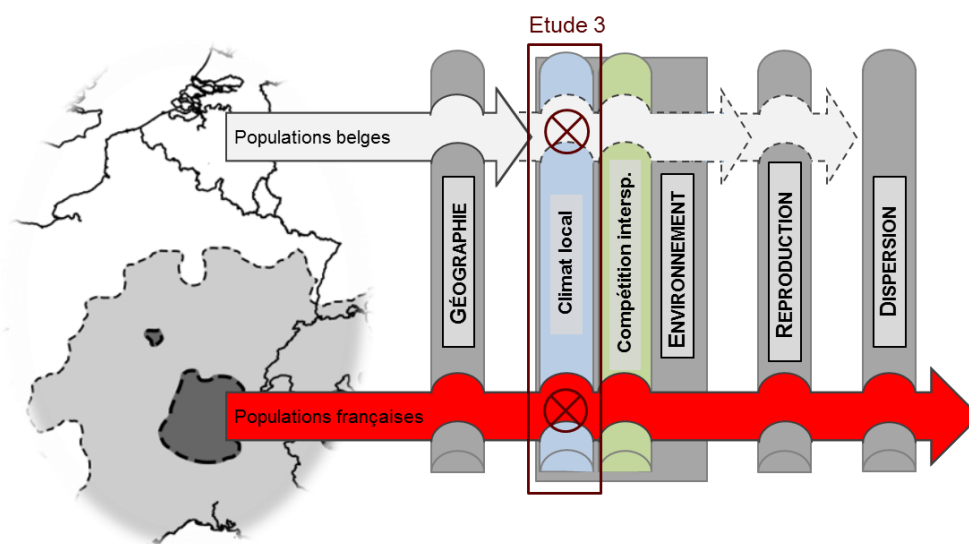 Etude 3
Populations belges
GÉOGRAPHIE
Climat local
Compétition intersp.
ENVIRONNEMENT
REPRODUCTION
DISPERSION
Populations françaises